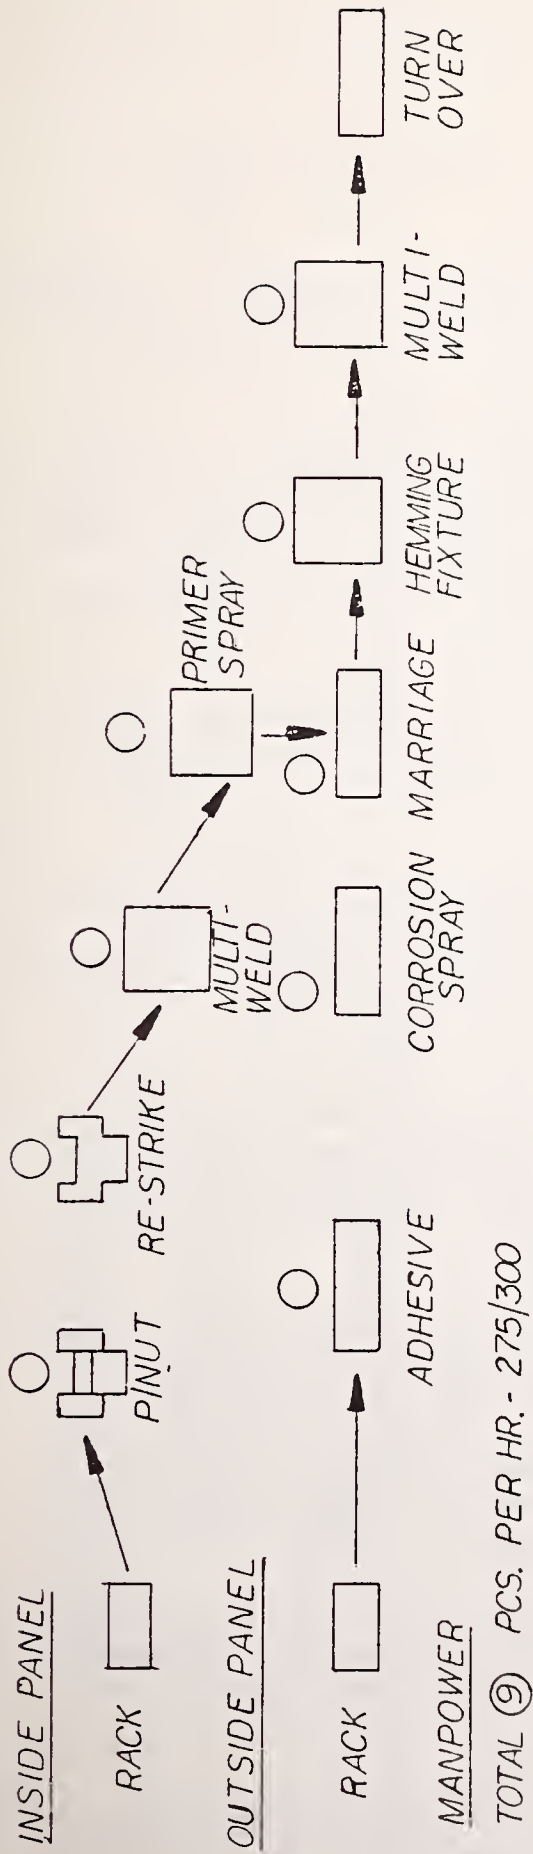 INSIDE PANEL
RACK
PINUT
RE-STRIKE
MULTI-
WELD
PRIMER
SPRAY
OUTSIDE PANEL
RACK
ADHESIVE
CORROSION
SPRAY
MARRIAGE
HEMMING
FIXTURE
MULTI-
WELD
TURN
OVER
MANPOWER
TOTAL 9 PCS. PER HR. - 275/300